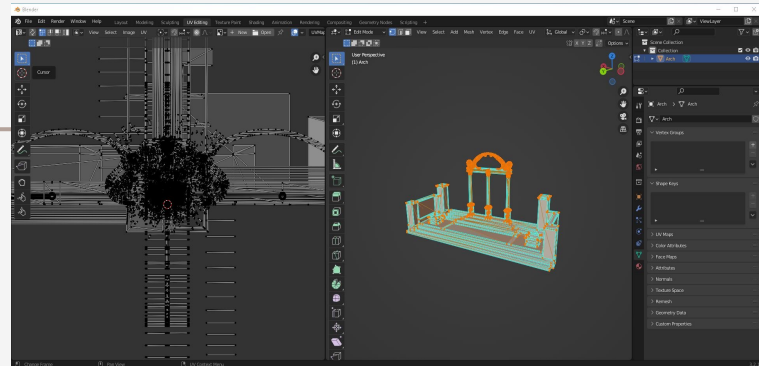 Blender
File Edit Render Window Help Layout Modeling Sculpting UV Editing Texture Paint Shading Animation Rendering Compositing Geometry Nodes Scripting +
Scene ViewLayer
View Select Image UV + New Open UVMap
Edit Mode View Select Add Mesh Vertex Edge Face UV Global
X Y Z Options
Cursor
User Perspective
(1) Arch
Scene Collection
Collection
Arch
Arch > Arch
Arch
Vertex Groups
Shape Keys
UV Maps
Color Attributes
Face Maps
Attributes
Normals
Texture Space
Remesh
Geometry Data
Custom Properties
Change Frame Pan View UV Context Menu